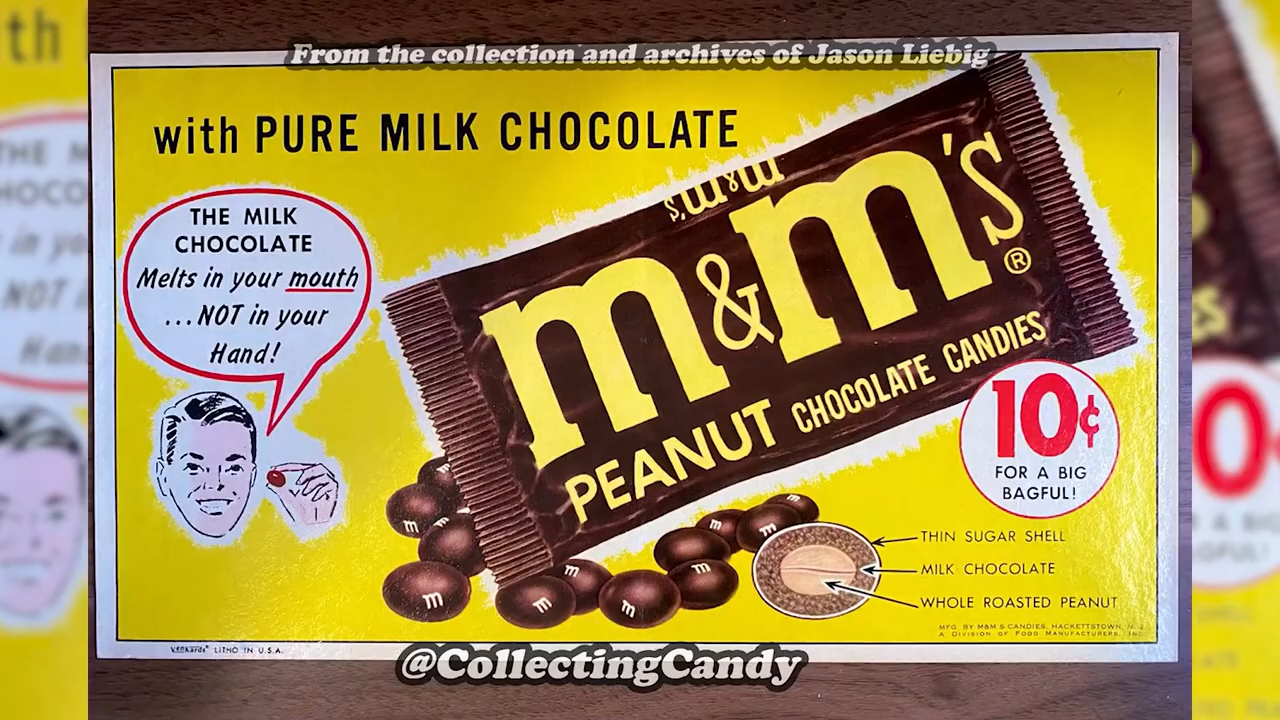 From the collection and archives of Jason Liebig
with PURE MILK CHOCOLATE
THE MILK
CHOCOLATE
Melts in your mouth
...NOT in your
Hand!
m&m's
m&m's®
PEANUT CHOCOLATE CANDIES
10¢
FOR A BIG
BAGFUL!
THIN SUGAR SHELL
MILK CHOCOLATE
WHOLE ROASTED PEANUT
m
m
m
m
m
m
m
m
m
MFG. BY M&M'S CANDIES, HACKETTSTOWN, N. J.
A DIVISION OF FOOD MANUFACTURERS, INC.
VENKards® LITHO IN U.S.A.
@CollectingCandy